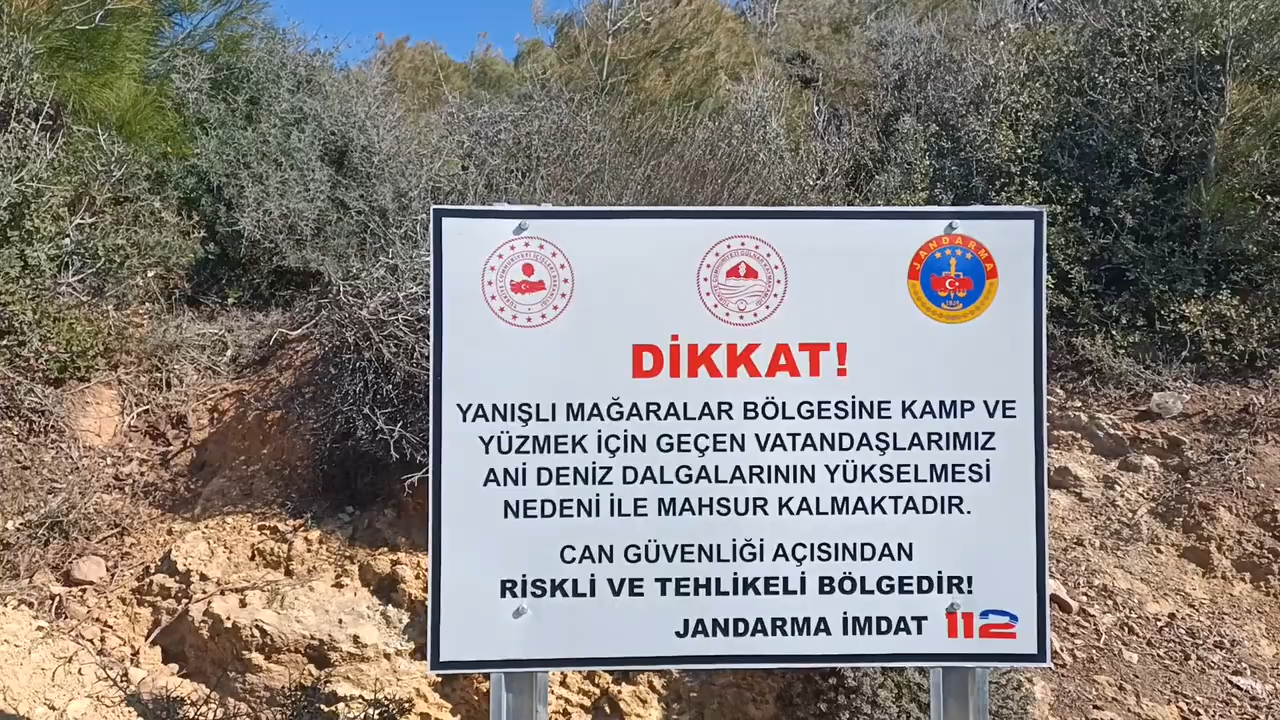 JANDARMA
DİKKAT!
YANIŞLI MAĞARALAR BÖLGESİNE KAMP VE
YÜZMEK İÇİN GEÇEN VATANDAŞLARIMIZ
ANİ DENİZ DALGALARININ YÜKSELMESİ
NEDENİ İLE MAHSUR KALMAKTADIR.
CAN GÜVENLİĞİ AÇISINDAN
RİSKLİ VE TEHLİKELİ BÖLGEDİR!
JANDARMA İMDAT 112